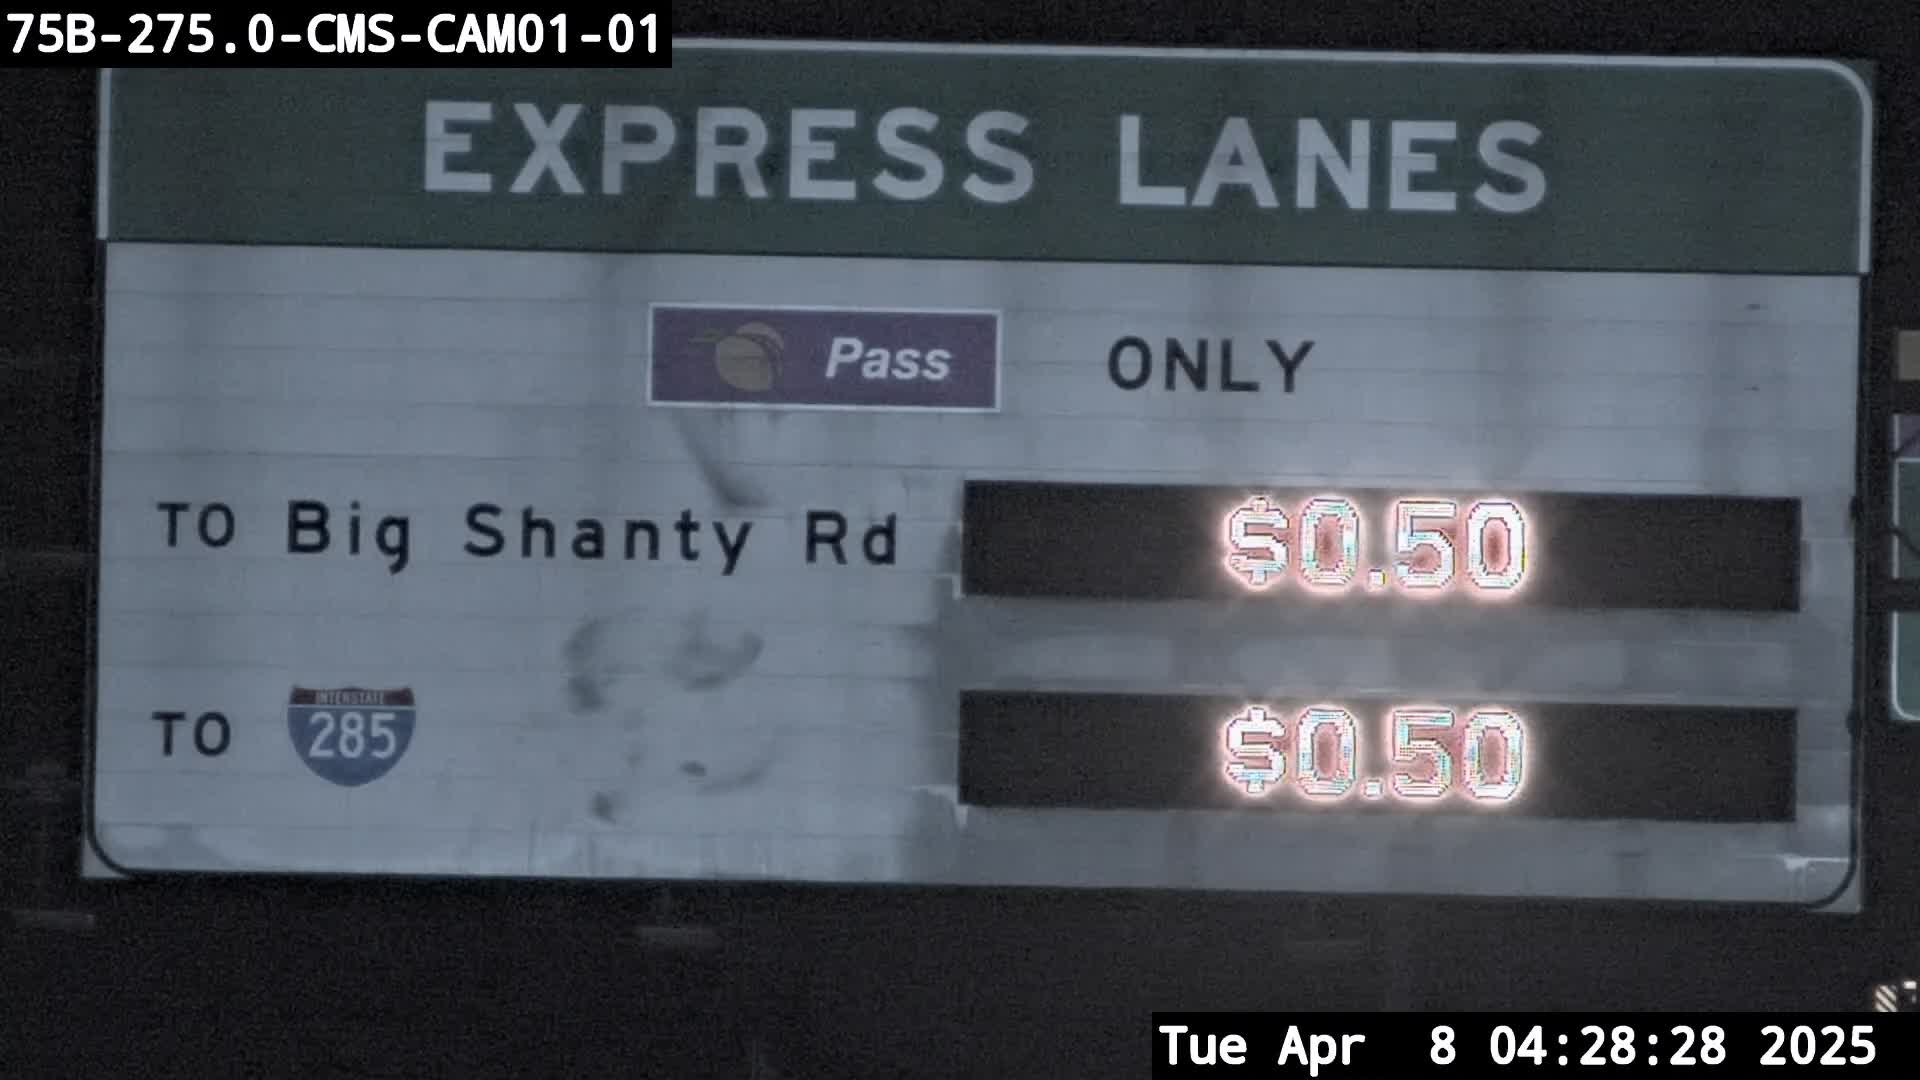 75B-275.0-CMS-CAM01-01
EXPRESS LANES
Pass ONLY
TO Big Shanty Rd $0.50
TO INTERSTATE 285 $0.50
Tue Apr 8 04:28:28 2025